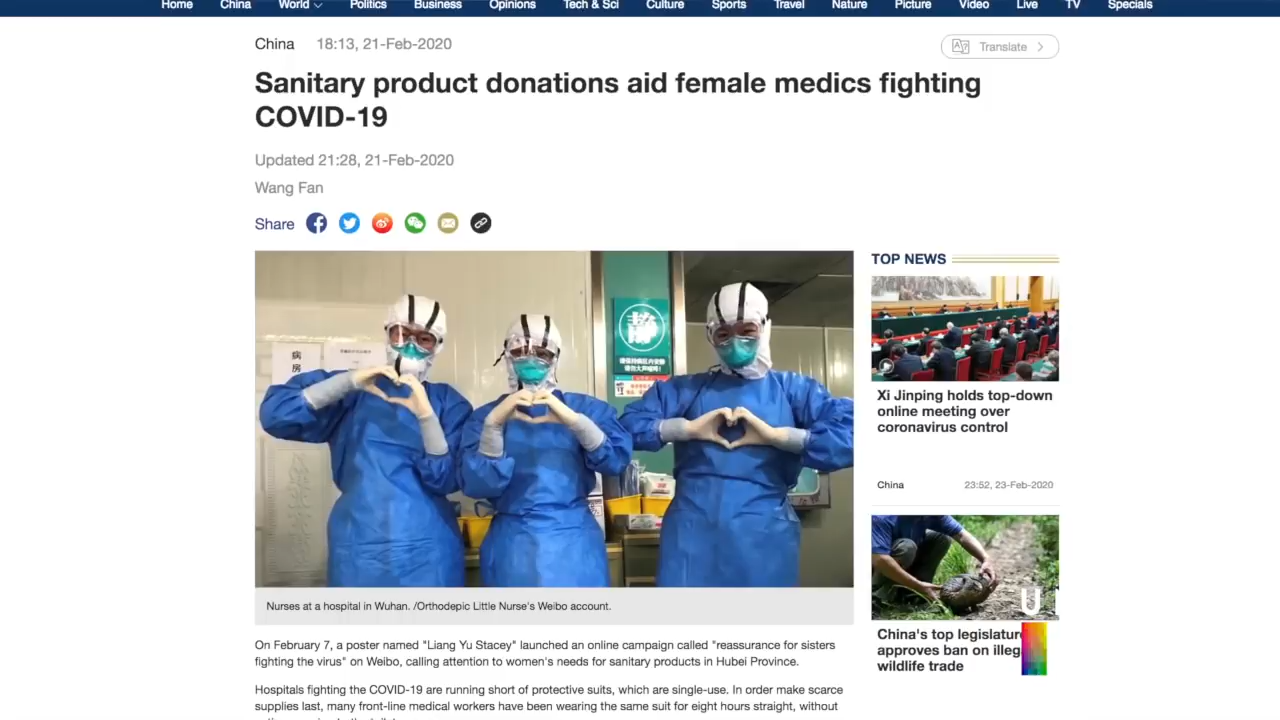 Home China World Politics Business Opinions Tech & Sci Culture Sports Travel Nature Picture Video Live TV Specials
China 18:13, 21-Feb-2020
Translate
Sanitary product donations aid female medics fighting
COVID-19
Updated 21:28, 21-Feb-2020
Wang Fan
Share
TOP NEWS
静
病
房
Xi Jinping holds top-down
online meeting over
coronavirus control
China 23:52, 23-Feb-2020
Nurses at a hospital in Wuhan. /Orthodepic Little Nurse's Weibo account.
U
China's top legislature
approves ban on illeg
wildlife trade
On February 7, a poster named "Liang Yu Stacey" launched an online campaign called "reassurance for sisters
fighting the virus" on Weibo, calling attention to women's needs for sanitary products in Hubei Province.
Hospitals fighting the COVID-19 are running short of protective suits, which are single-use. In order make scarce
supplies last, many front-line medical workers have been wearing the same suit for eight hours straight, without